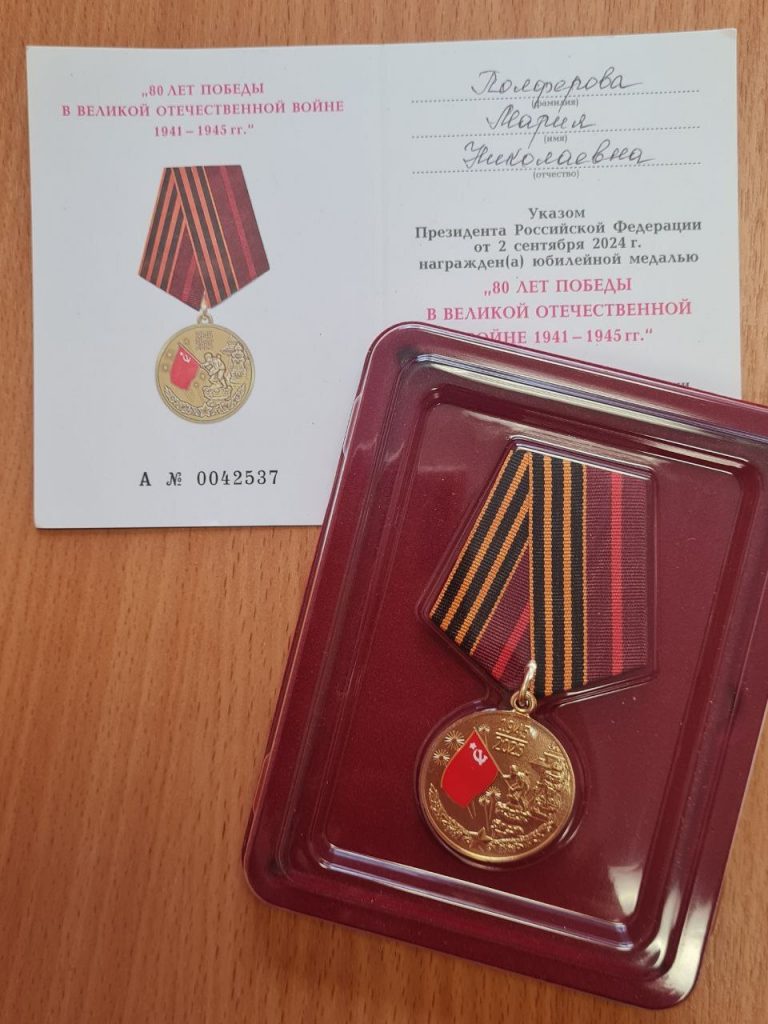 „80 ЛЕТ ПОБЕДЫ
В ВЕЛИКОЙ ОТЕЧЕСТВЕННОЙ ВОЙНЕ
1941 – 1945 гг."
А № 0042537
Полферова
(фамилия)
Мария
(имя)
Николаевна
(отчество)
Указом
Президента Российской Федерации
от 2 сентября 2024 г.
награжден(а) юбилейной медалью
„80 ЛЕТ ПОБЕДЫ
В ВЕЛИКОЙ ОТЕЧЕСТВЕННОЙ
ВОЙНЕ 1941 – 1945 гг."
1945
2025